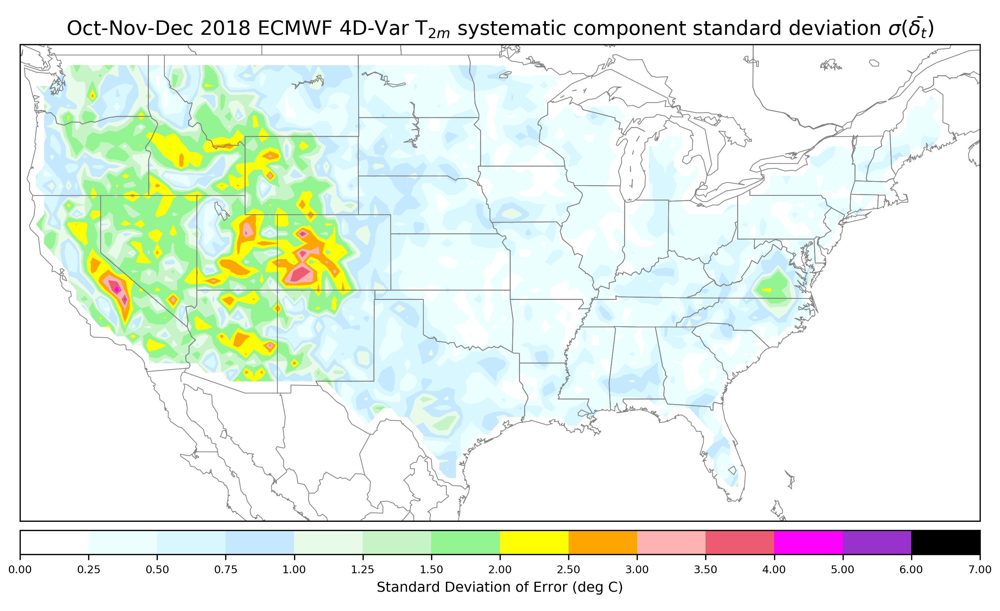 Oct-Nov-Dec 2018 ECMWF 4D-Var T₂ₘ systematic component standard deviation σ(δ̄ₜ)
0.00 0.25 0.50 0.75 1.00 1.25 1.50 2.00 2.50 3.00 3.50 4.00 5.00 6.00 7.00
Standard Deviation of Error (deg C)